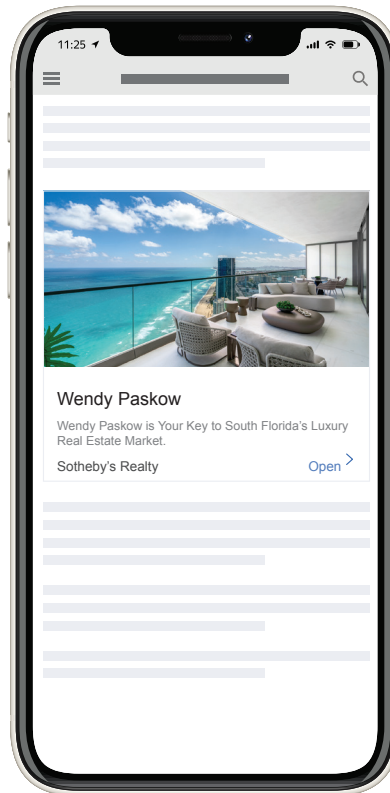 11:25
Wendy Paskow
Wendy Paskow is Your Key to South Florida's Luxury
Real Estate Market.
Sotheby's Realty
Open